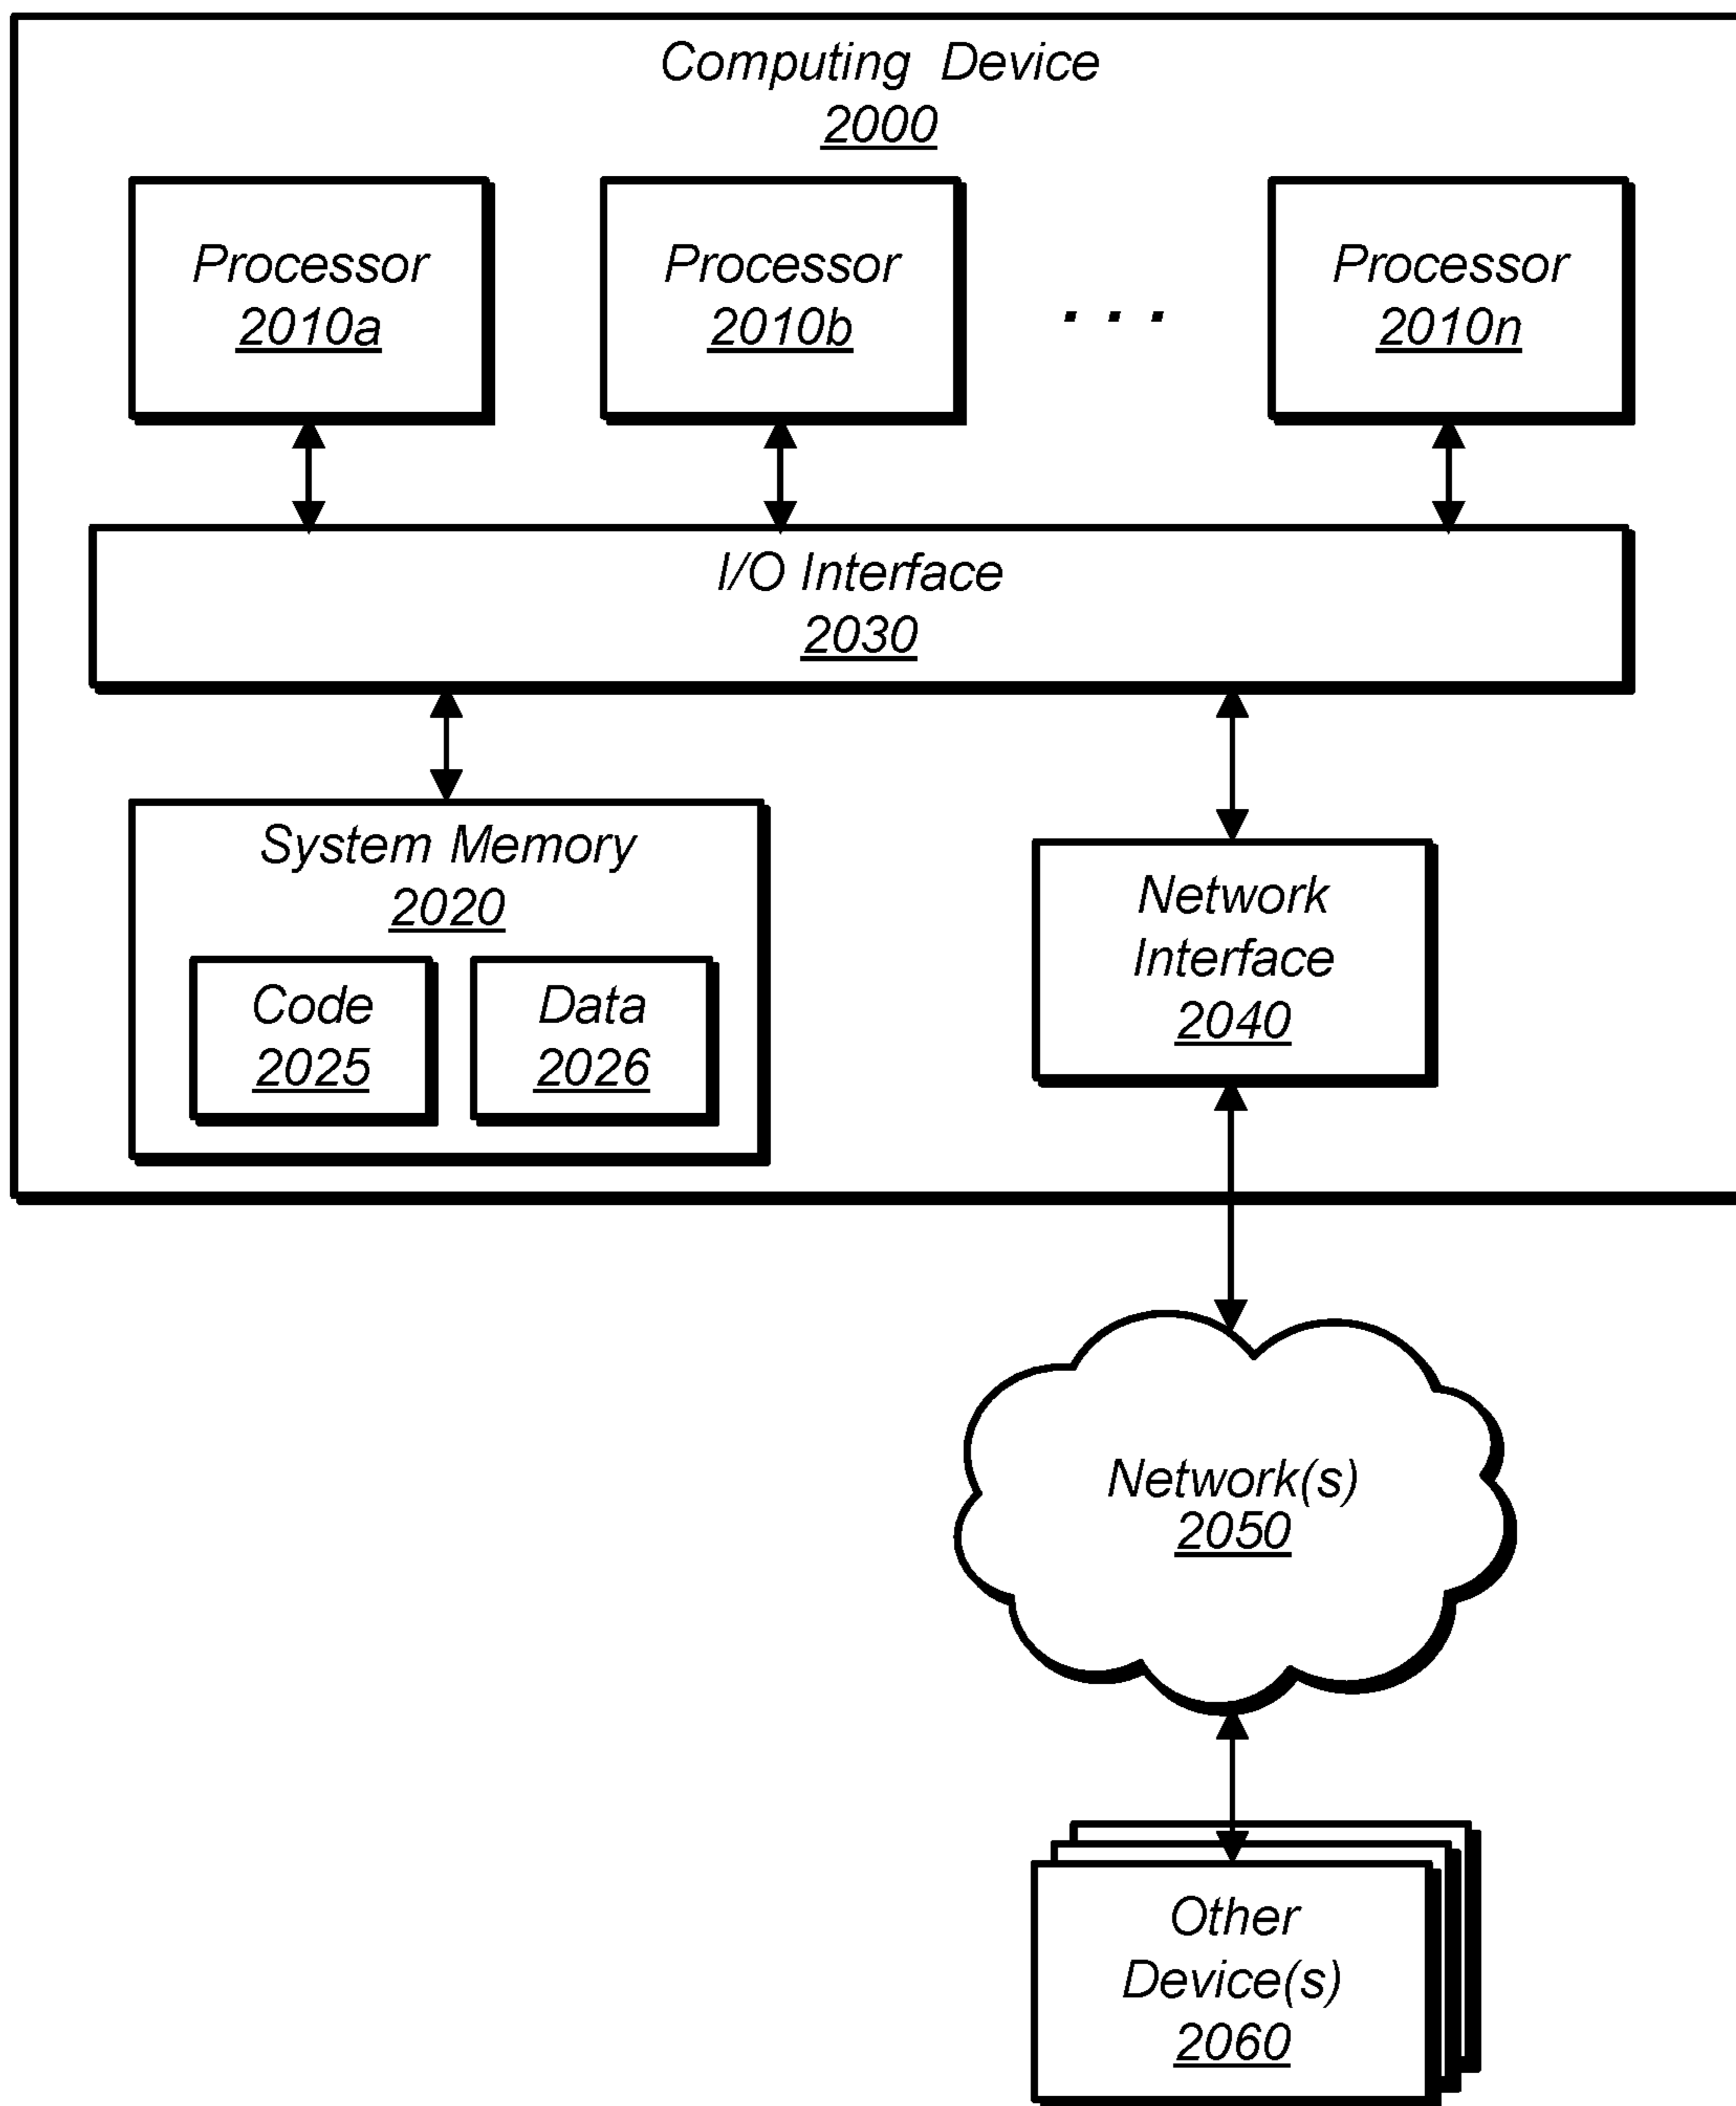 Computing Device
2000
Processor
2010a
Processor
2010b
. . .
Processor
2010n
I/O Interface
2030
System Memory
2020
Code
2025
Data
2026
Network
Interface
2040
Network(s)
2050
Other
Device(s)
2060